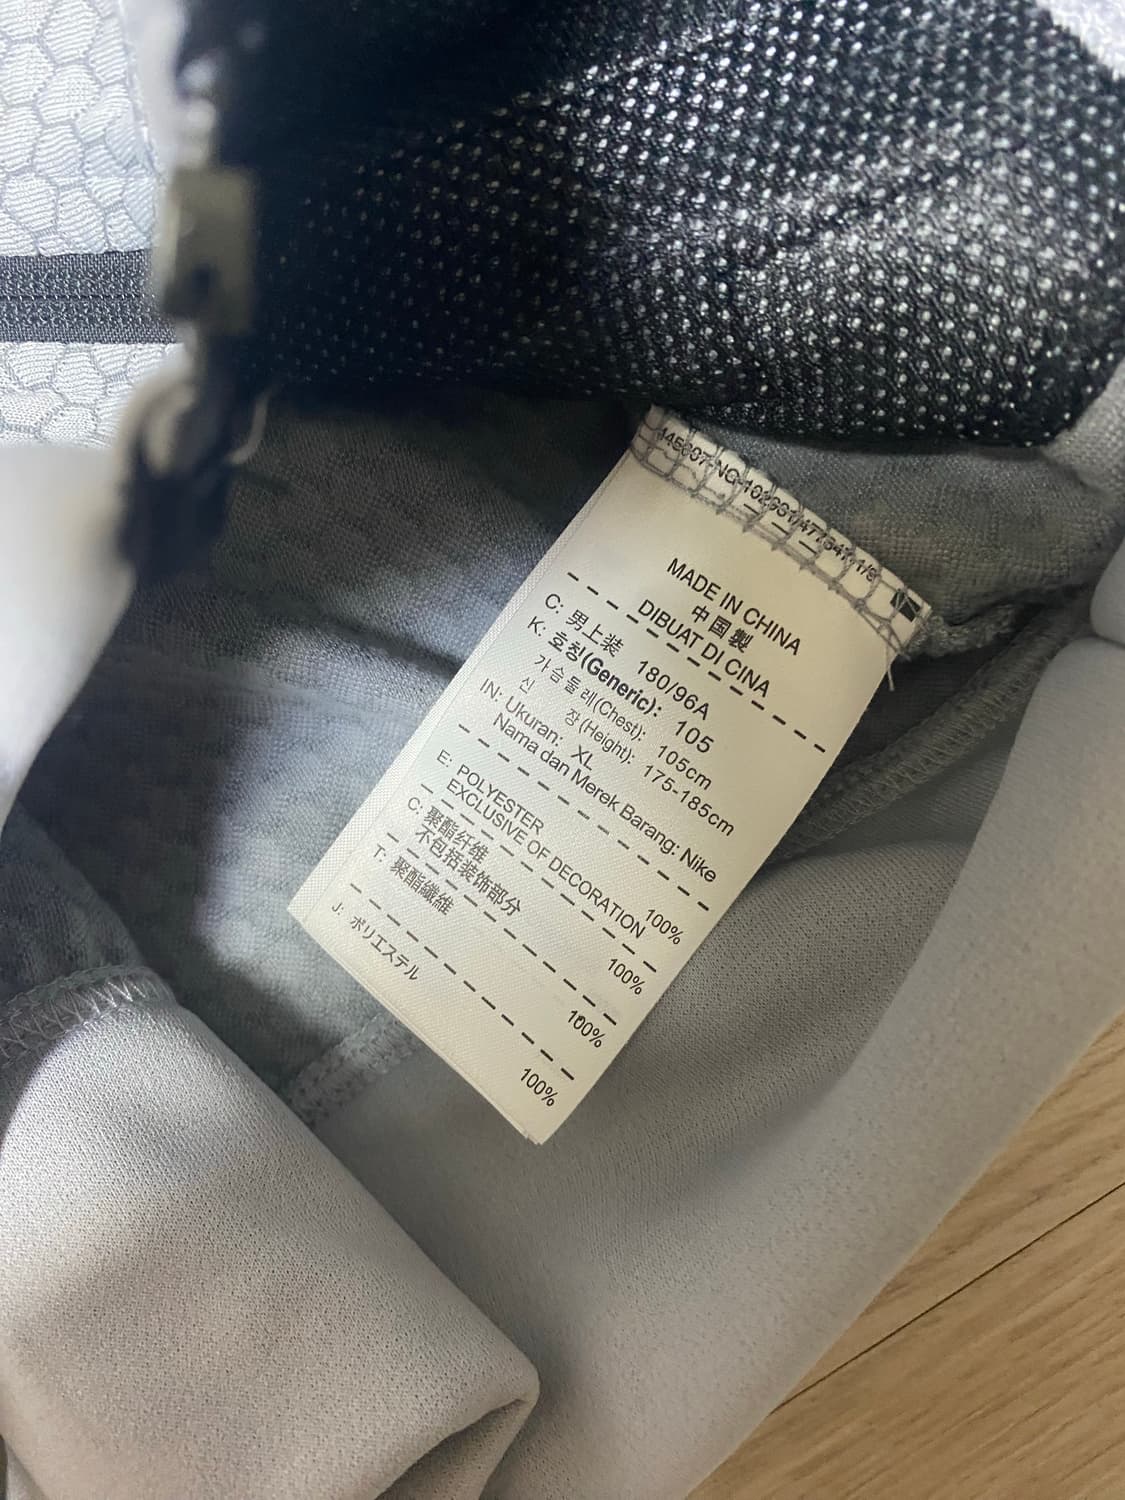 MADE IN CHINA
中国製
DIBUAT DI CINA
C: 男上装 180/96A
K: 호칭(Generic): 105
가슴둘레(Chest): 105cm
신 장(Height): 175-185cm
IN: Ukuran: XL
Nama dan Merek Barang: Nike
E: POLYESTER 100%
EXCLUSIVE OF DECORATION
C: 聚酯纤维 100%
不包括装饰部分
T: 聚酯纖維 100%
J: ポリエステル 100%